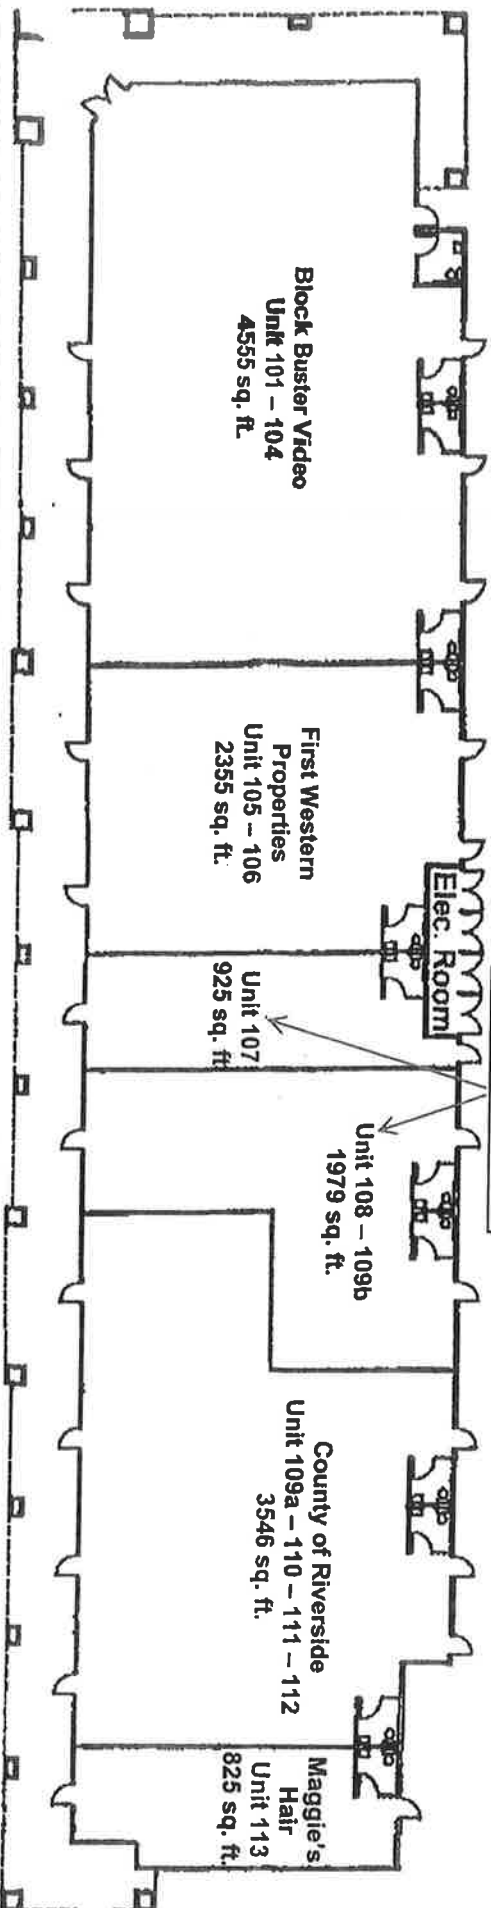 Block Buster Video
Unit 101 – 104
4555 sq. ft.
First Western
Properties
Unit 105 – 106
2355 sq. ft.
Elec. Room
Unit 107
925 sq. ft.
Unit 108 – 109b
1979 sq. ft.
County of Riverside
Unit 109a – 110 – 111 – 112
3546 sq. ft.
Maggie's
Hair
Unit 113
825 sq. ft.